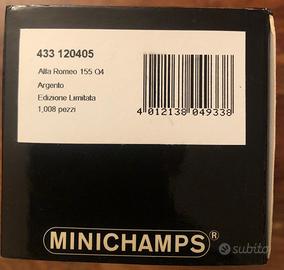 433 120405
Alfa Romeo 155 Q4
Argento
Edizione Limitata
1,008 pezzi
4 012138 049338
MINICHAMPS®
subito